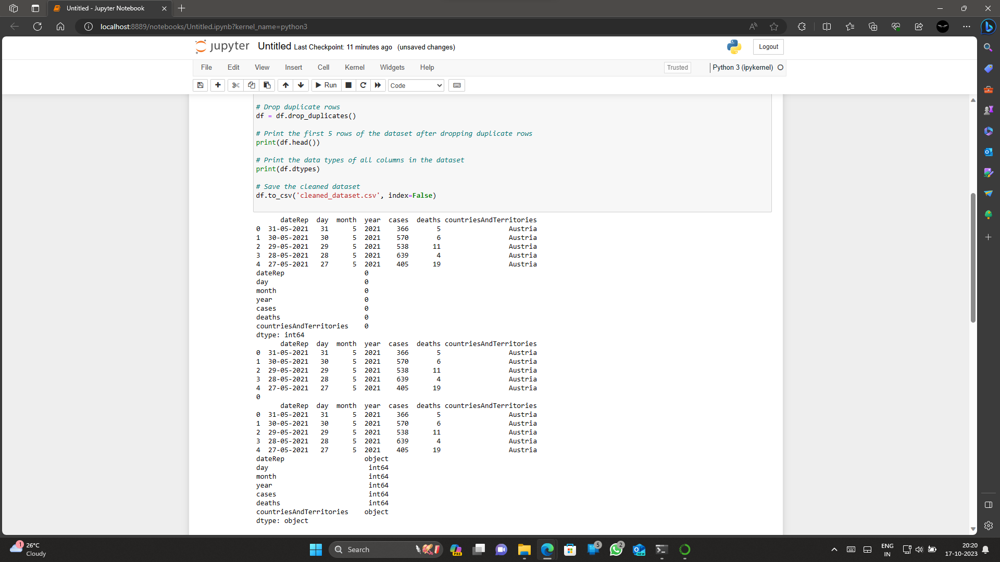 Untitled - Jupyter Notebook
localhost:8889/notebooks/Untitled.ipynb?kernel_name=python3
jupyter Untitled Last Checkpoint: 11 minutes ago (unsaved changes)
Logout
File Edit View Insert Cell Kernel Widgets Help
Trusted Python 3 (ipykernel)
Run Code
# Drop duplicate rows
df = df.drop_duplicates()
# Print the first 5 rows of the dataset after dropping duplicate rows
print(df.head())
# Print the data types of all columns in the dataset
print(df.dtypes)
# Save the cleaned dataset
df.to_csv('cleaned_dataset.csv', index=False)
dateRep day month year cases deaths countriesAndTerritories
0 31-05-2021 31 5 2021 366 5 Austria
1 30-05-2021 30 5 2021 570 6 Austria
2 29-05-2021 29 5 2021 538 11 Austria
3 28-05-2021 28 5 2021 639 4 Austria
4 27-05-2021 27 5 2021 405 19 Austria
dateRep 0
day 0
month 0
year 0
cases 0
deaths 0
countriesAndTerritories 0
dtype: int64
dateRep day month year cases deaths countriesAndTerritories
0 31-05-2021 31 5 2021 366 5 Austria
1 30-05-2021 30 5 2021 570 6 Austria
2 29-05-2021 29 5 2021 538 11 Austria
3 28-05-2021 28 5 2021 639 4 Austria
4 27-05-2021 27 5 2021 405 19 Austria
0
dateRep day month year cases deaths countriesAndTerritories
0 31-05-2021 31 5 2021 366 5 Austria
1 30-05-2021 30 5 2021 570 6 Austria
2 29-05-2021 29 5 2021 538 11 Austria
3 28-05-2021 28 5 2021 639 4 Austria
4 27-05-2021 27 5 2021 405 19 Austria
dateRep object
day int64
month int64
year int64
cases int64
deaths int64
countriesAndTerritories object
dtype: object
1 26°C
Cloudy
Search
PRE
5
2
NEW
ENG
IN
20:20
17-10-2023